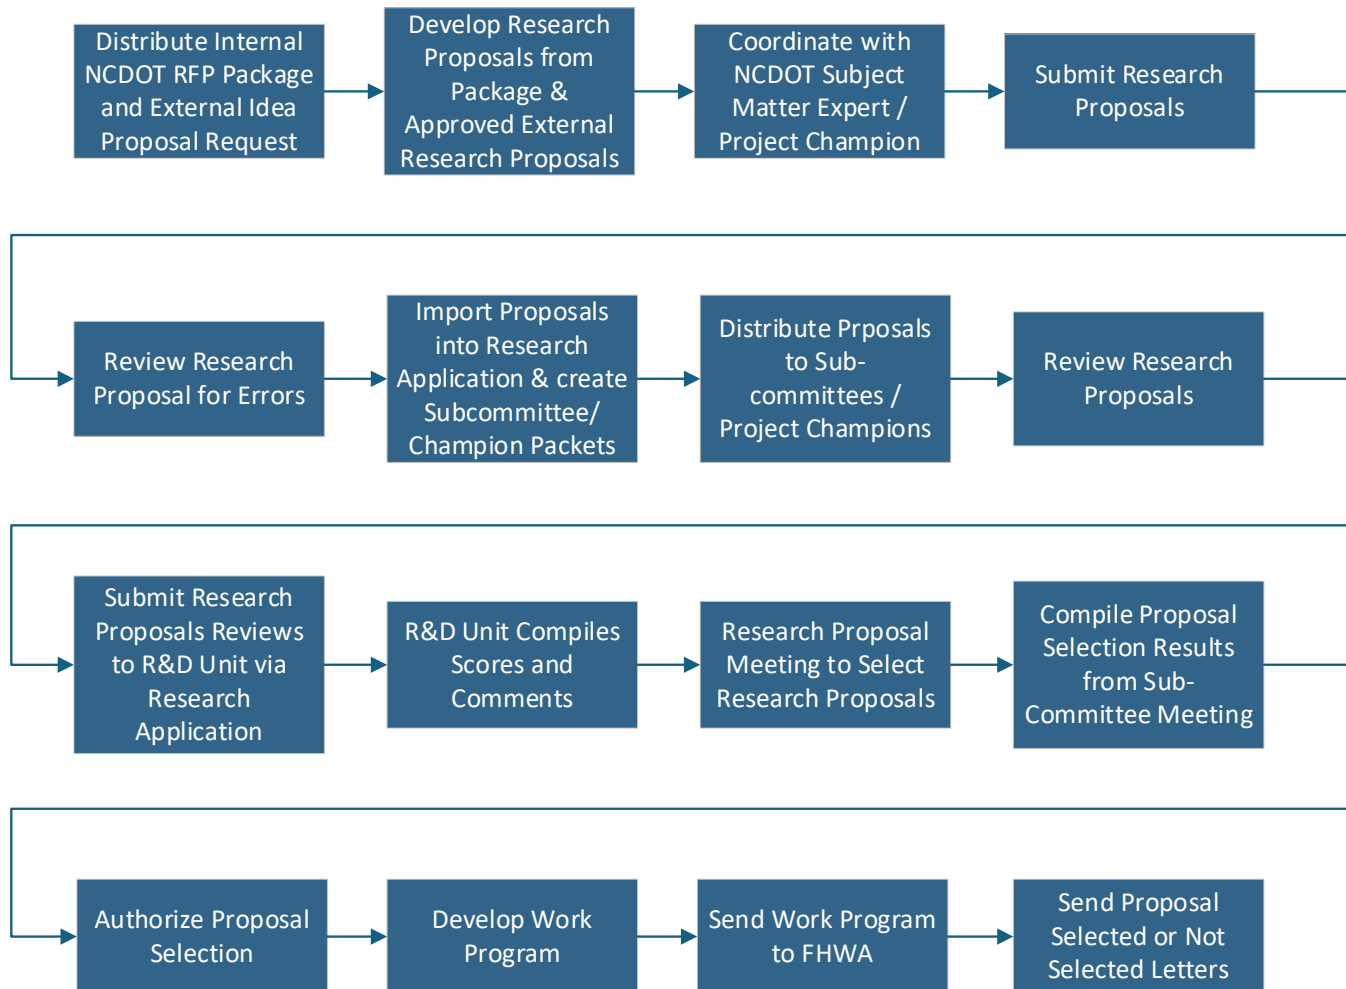 Distribute Internal
NCDOT RFP Package
and External Idea
Proposal Request
Develop Research
Proposals from
Package &
Approved External
Research Proposals
Coordinate with
NCDOT Subject
Matter Expert /
Project Champion
Submit Research
Proposals
Review Research
Proposal for Errors
Import Proposals
into Research
Application & create
Subcommittee/
Champion Packets
Distribute Prposals
to Sub-
committees /
Project Champions
Review Research
Proposals
Submit Research
Proposals Reviews
to R&D Unit via
Research
Application
R&D Unit Compiles
Scores and
Comments
Research Proposal
Meeting to Select
Research Proposals
Compile Proposal
Selection Results
from Sub-
Committee Meeting
Authorize Proposal
Selection
Develop Work
Program
Send Work Program
to FHWA
Send Proposal
Selected or Not
Selected Letters